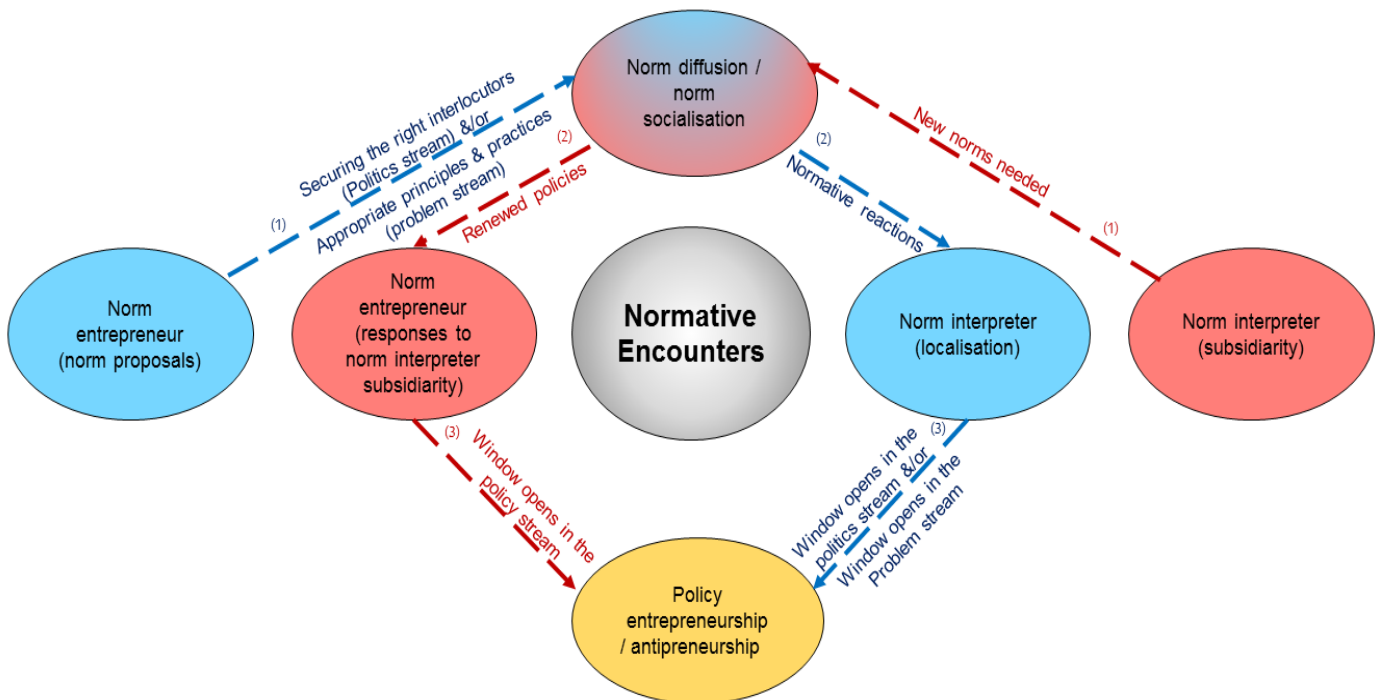 Norm diffusion /
norm
socialisation
Securing the right interlocutors
(Politics stream) &/or
(1)
Appropriate principles & practices
(problem stream)
(2)
Renewed policies
(2)
Normative reactions
New norms needed
(1)
Norm
entrepreneur
(norm proposals)
Norm
entrepreneur
(responses to
norm interpreter
subsidiarity)
Normative
Encounters
Norm interpreter
(localisation)
Norm interpreter
(subsidiarity)
(3)
Window opens in the
policy stream
(3)
Window opens in the
politics stream &/or
Window opens in the
Problem stream
Policy
entrepreneurship
/ antipreneurship